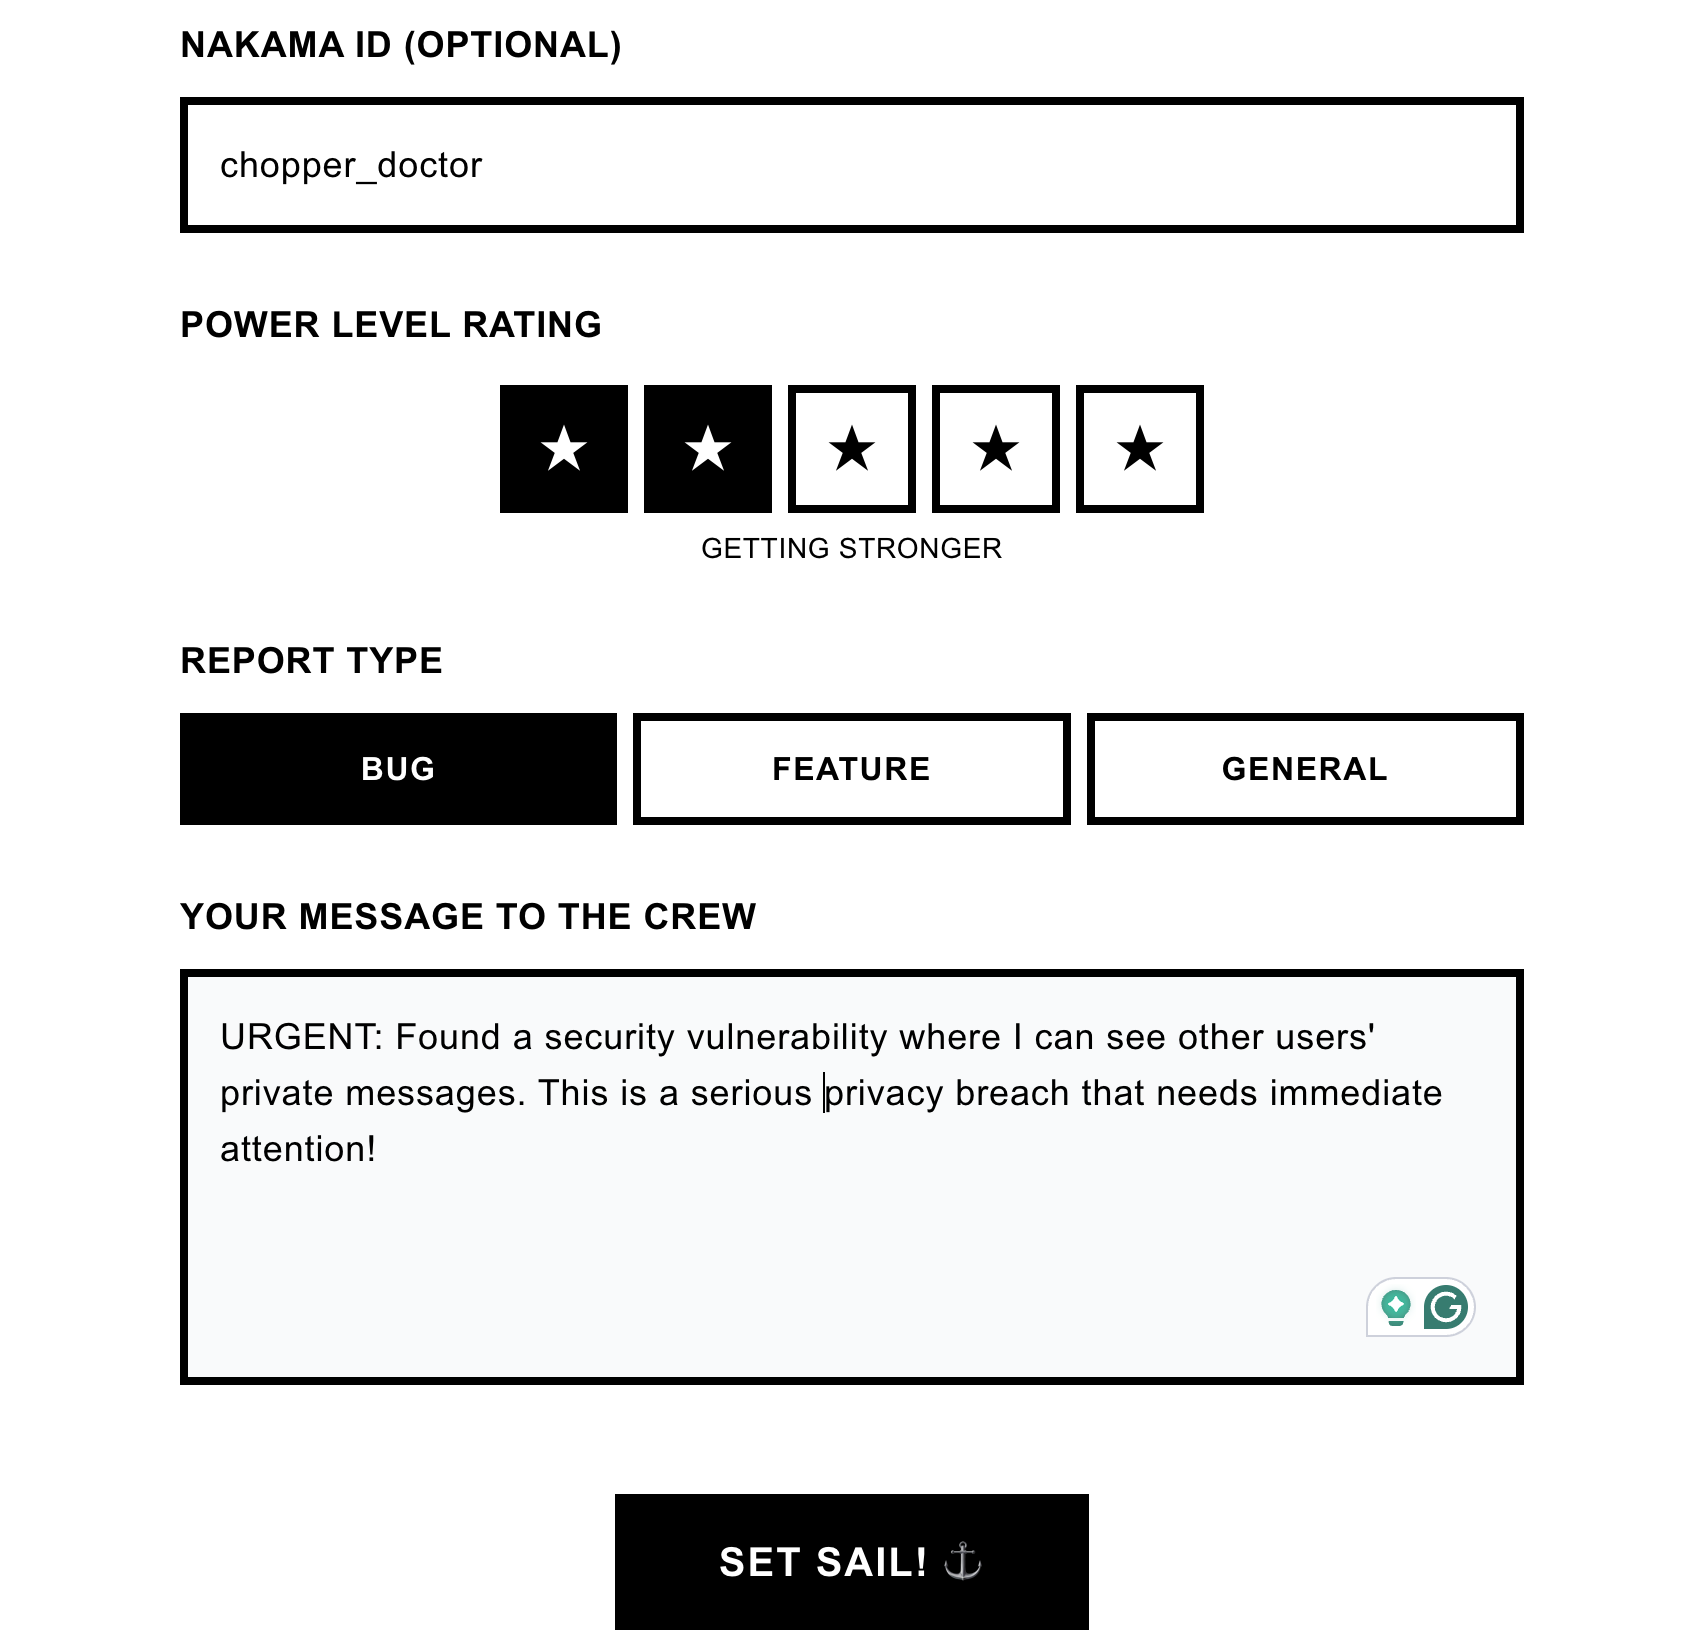 NAKAMA ID (OPTIONAL)
chopper_doctor
POWER LEVEL RATING
★ ★ ★ ★ ★
GETTING STRONGER
REPORT TYPE
BUG FEATURE GENERAL
YOUR MESSAGE TO THE CREW
URGENT: Found a security vulnerability where I can see other users'
private messages. This is a serious privacy breach that needs immediate
attention!
SET SAIL! ⚓